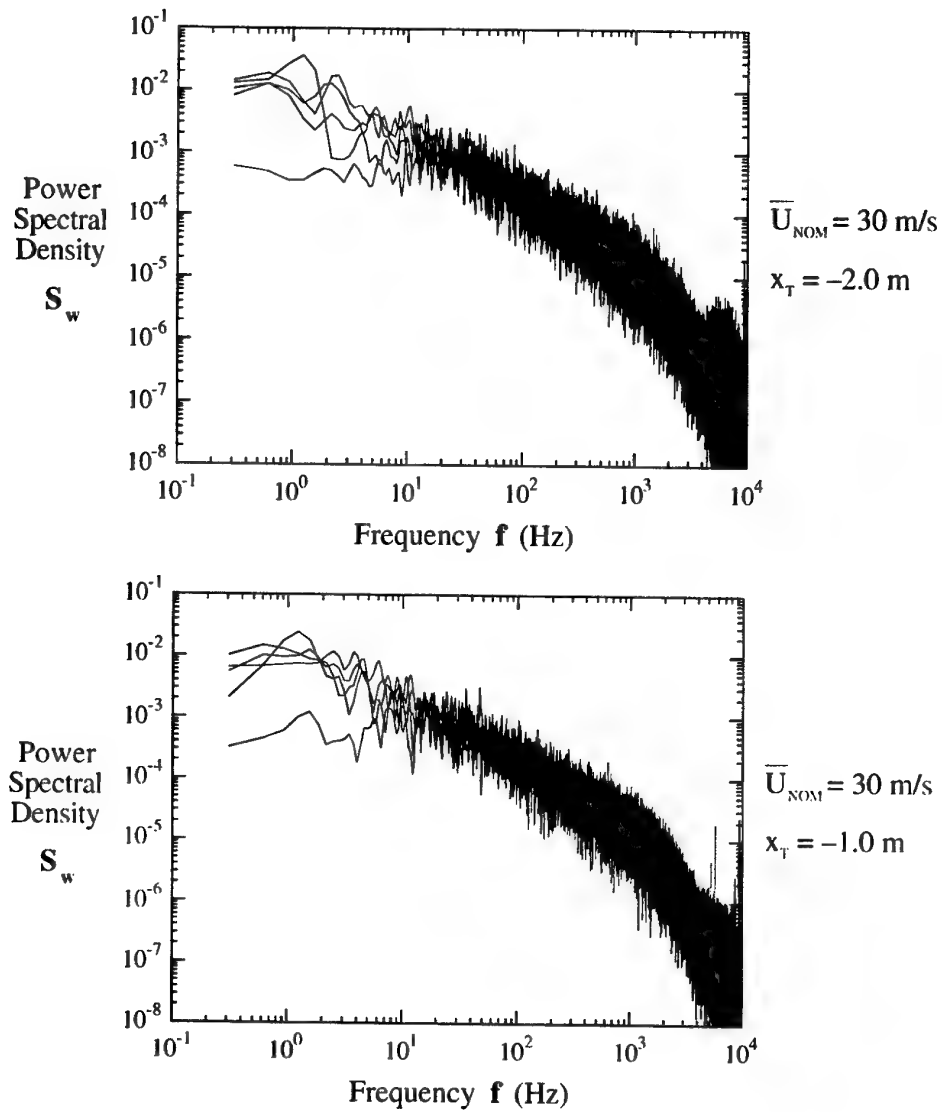 10^-1
10^-2
10^-3
10^-4
10^-5
10^-6
10^-7
10^-8
Power
Spectral
Density
S_w
10^-1 10^0 10^1 10^2 10^3 10^4
Frequency f (Hz)
U̅_NOM = 30 m/s
x_T = –2.0 m
10^-1
10^-2
10^-3
10^-4
10^-5
10^-6
10^-7
10^-8
Power
Spectral
Density
S_w
10^-1 10^0 10^1 10^2 10^3 10^4
Frequency f (Hz)
U̅_NOM = 30 m/s
x_T = –1.0 m